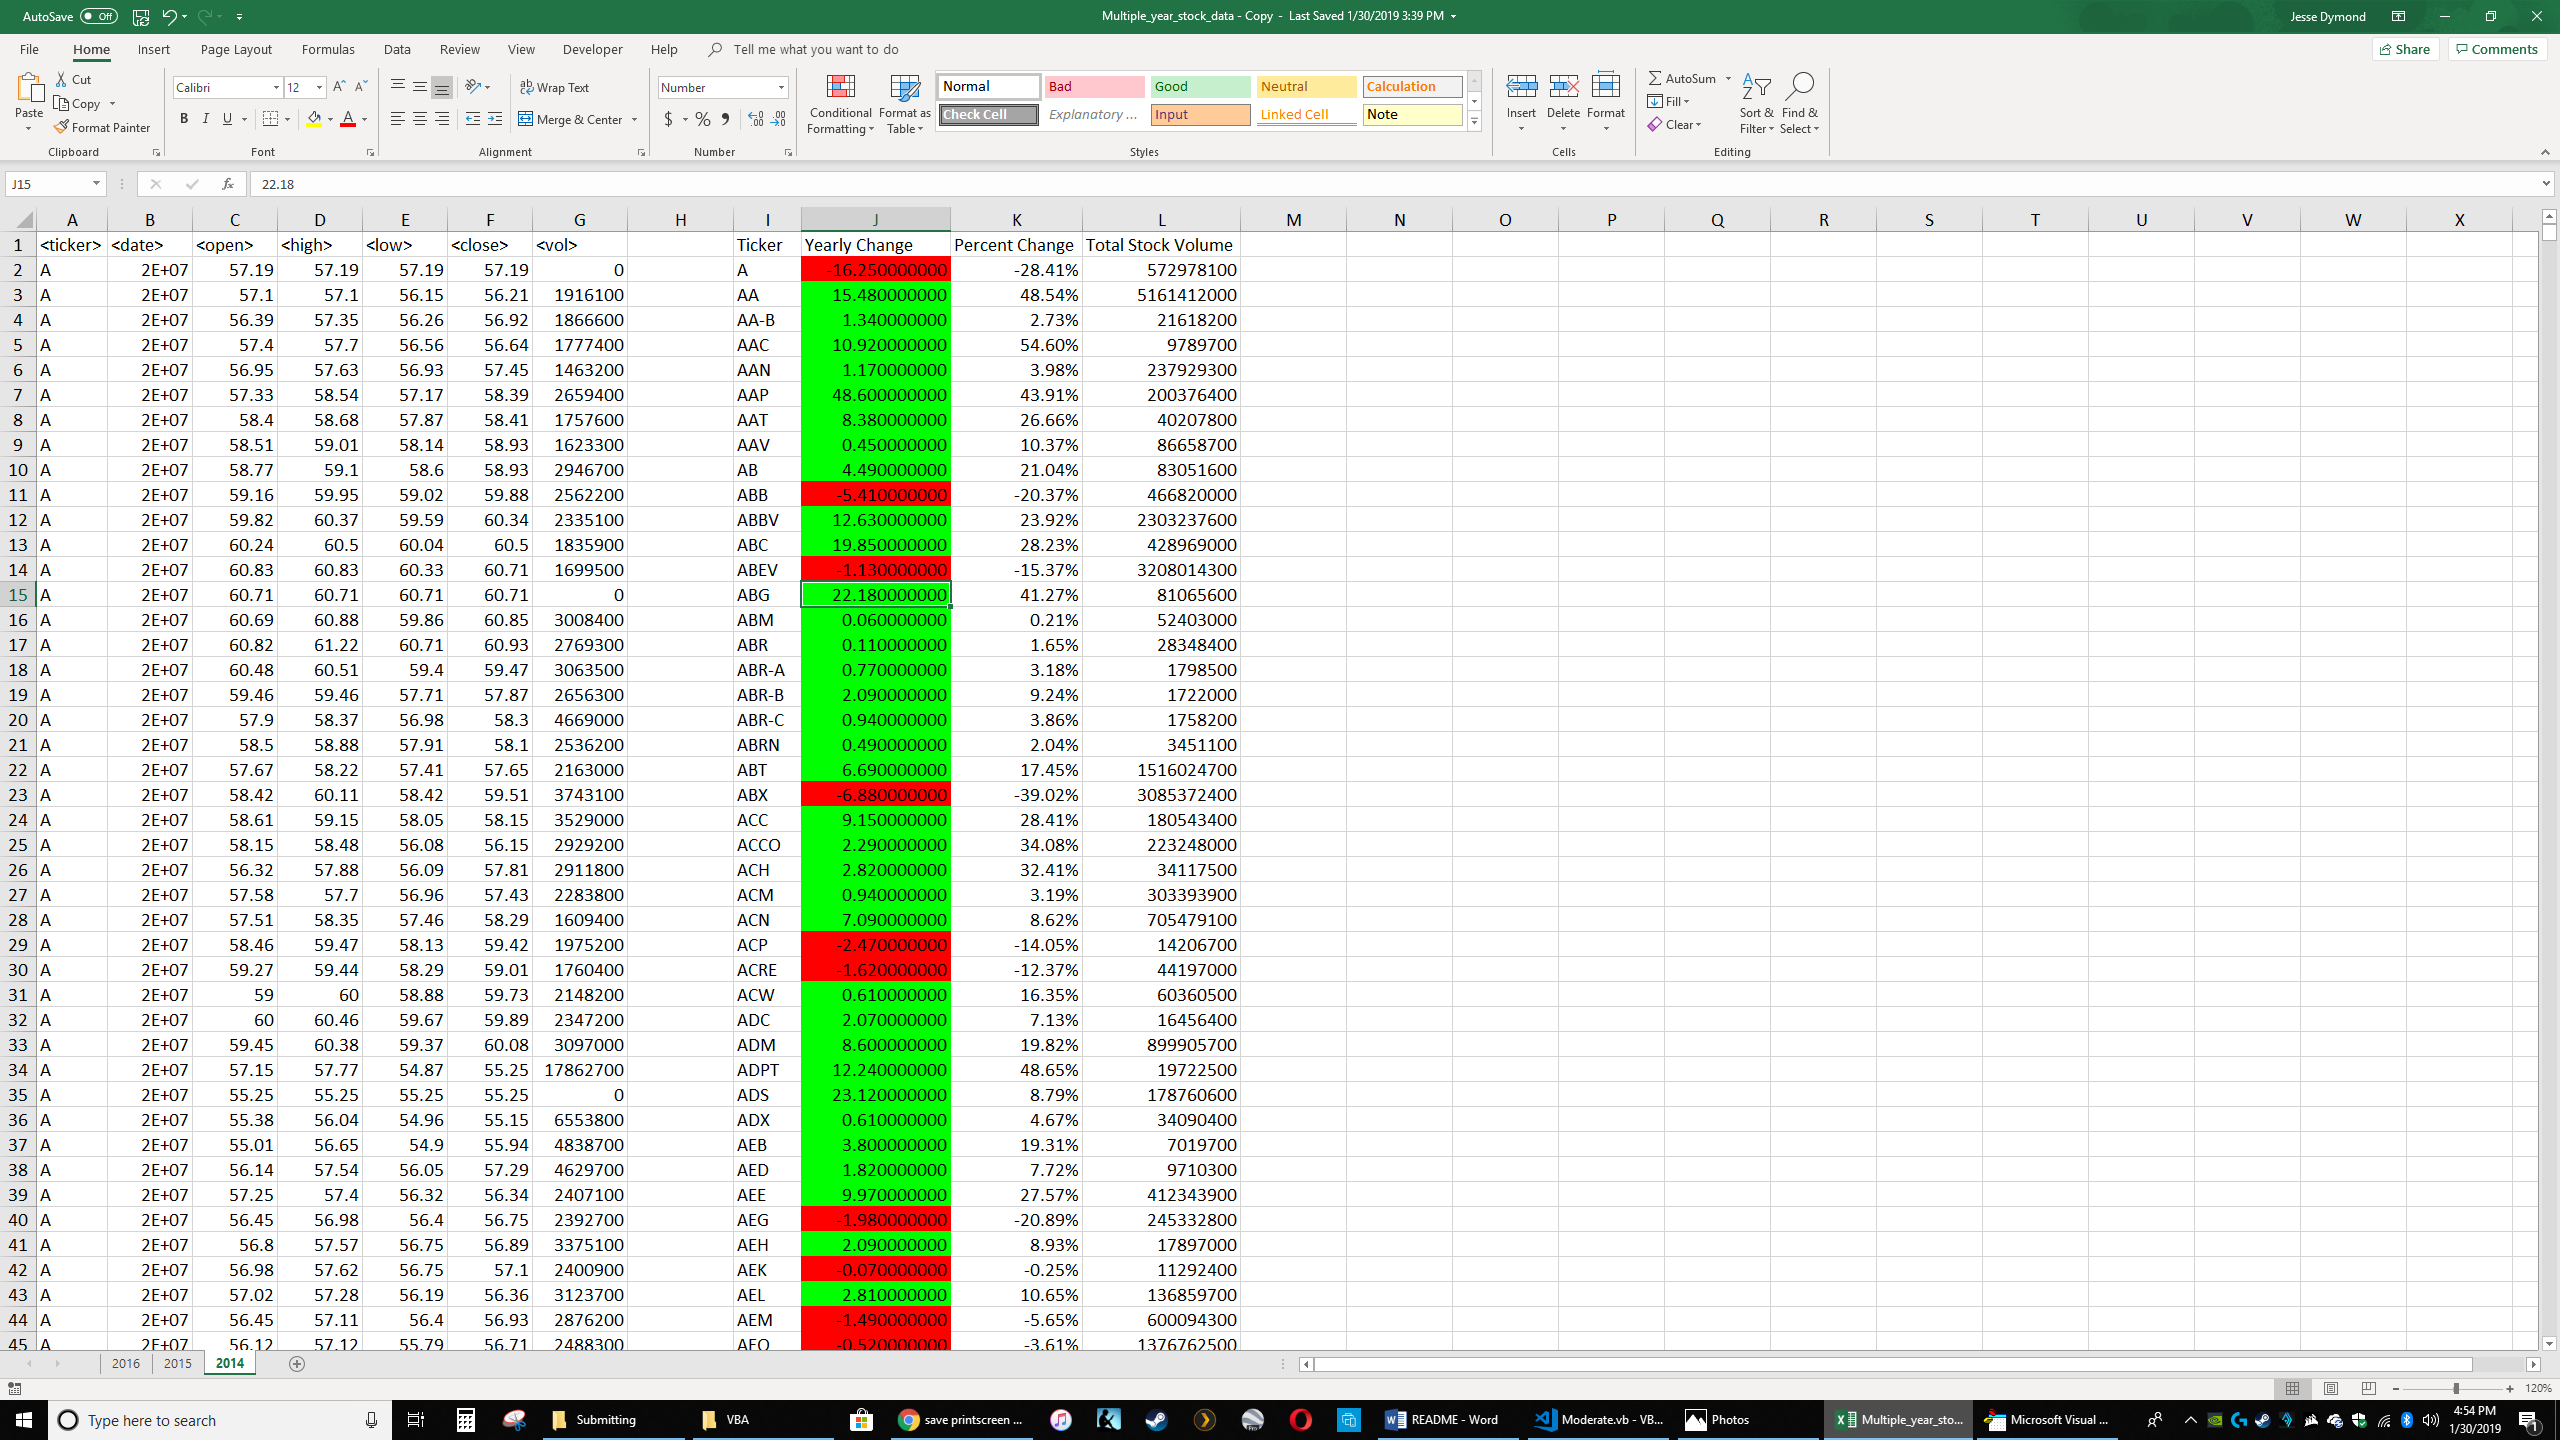 AutoSave Off Multiple_year_stock_data - Copy - Last Saved 1/30/2019 3:39 PM Jesse Dymond
File Home Insert Page Layout Formulas Data Review View Developer Help Tell me what you want to do Share Comments
Paste Cut Copy Format Painter Clipboard
Calibri 12 B I U A Font
Wrap Text Merge & Center Alignment
Number $ % Number
Conditional Formatting Format as Table Normal Bad Good Neutral Calculation
Check Cell Explanatory ... Input Linked Cell Note Styles
Insert Delete Format Cells
AutoSum Fill Clear Sort & Filter Find & Select Editing
J15 fx 22.18
A B C D E F G H I J K L M N O P Q R S T U V W X
1 <ticker> <date> <open> <high> <low> <close> <vol> Ticker Yearly Change Percent Change Total Stock Volume
2 A 2E+07 57.19 57.19 57.19 57.19 0 A -16.250000000 -28.41% 572978100
3 A 2E+07 57.1 57.1 56.15 56.21 1916100 AA 15.480000000 48.54% 5161412000
4 A 2E+07 56.39 57.35 56.26 56.92 1866600 AA-B 1.340000000 2.73% 21618200
5 A 2E+07 57.4 57.7 56.56 56.64 1777400 AAC 10.920000000 54.60% 9789700
6 A 2E+07 56.95 57.63 56.93 57.45 1463200 AAN 1.170000000 3.98% 237929300
7 A 2E+07 57.33 58.54 57.17 58.39 2659400 AAP 48.600000000 43.91% 200376400
8 A 2E+07 58.4 58.68 57.87 58.41 1757600 AAT 8.380000000 26.66% 40207800
9 A 2E+07 58.51 59.01 58.14 58.93 1623300 AAV 0.450000000 10.37% 86658700
10 A 2E+07 58.77 59.1 58.6 58.93 2946700 AB 4.490000000 21.04% 83051600
11 A 2E+07 59.16 59.95 59.02 59.88 2562200 ABB -5.410000000 -20.37% 466820000
12 A 2E+07 59.82 60.37 59.59 60.34 2335100 ABBV 12.630000000 23.92% 2303237600
13 A 2E+07 60.24 60.5 60.04 60.5 1835900 ABC 19.850000000 28.23% 428969000
14 A 2E+07 60.83 60.83 60.33 60.71 1699500 ABEV -1.130000000 -15.37% 3208014300
15 A 2E+07 60.71 60.71 60.71 60.71 0 ABG 22.180000000 41.27% 81065600
16 A 2E+07 60.69 60.88 59.86 60.85 3008400 ABM 0.060000000 0.21% 52403000
17 A 2E+07 60.82 61.22 60.71 60.93 2769300 ABR 0.110000000 1.65% 28348400
18 A 2E+07 60.48 60.51 59.4 59.47 3063500 ABR-A 0.770000000 3.18% 1798500
19 A 2E+07 59.46 59.46 57.71 57.87 2656300 ABR-B 2.090000000 9.24% 1722000
20 A 2E+07 57.9 58.37 56.98 58.3 4669000 ABR-C 0.940000000 3.86% 1758200
21 A 2E+07 58.5 58.88 57.91 58.1 2536200 ABRN 0.490000000 2.04% 3451100
22 A 2E+07 57.67 58.22 57.41 57.65 2163000 ABT 6.690000000 17.45% 1516024700
23 A 2E+07 58.42 60.11 58.42 59.51 3743100 ABX -6.880000000 -39.02% 3085372400
24 A 2E+07 58.61 59.15 58.05 58.15 3529000 ACC 9.150000000 28.41% 180543400
25 A 2E+07 58.15 58.48 56.08 56.15 2929200 ACCO 2.290000000 34.08% 223248000
26 A 2E+07 56.32 57.88 56.09 57.81 2911800 ACH 2.820000000 32.41% 34117500
27 A 2E+07 57.58 57.7 56.96 57.43 2283800 ACM 0.940000000 3.19% 303393900
28 A 2E+07 57.51 58.35 57.46 58.29 1609400 ACN 7.090000000 8.62% 705479100
29 A 2E+07 58.46 59.47 58.13 59.42 1975200 ACP -2.470000000 -14.05% 14206700
30 A 2E+07 59.27 59.44 58.29 59.01 1760400 ACRE -1.620000000 -12.37% 44197000
31 A 2E+07 59 60 58.88 59.73 2148200 ACW 0.610000000 16.35% 60360500
32 A 2E+07 60 60.46 59.67 59.89 2347200 ADC 2.070000000 7.13% 16456400
33 A 2E+07 59.45 60.38 59.37 60.08 3097000 ADM 8.600000000 19.82% 899905700
34 A 2E+07 57.15 57.77 54.87 55.25 17862700 ADPT 12.240000000 48.65% 19722500
35 A 2E+07 55.25 55.25 55.25 55.25 0 ADS 23.120000000 8.79% 178760600
36 A 2E+07 55.38 56.04 54.96 55.15 6553800 ADX 0.610000000 4.67% 34090400
37 A 2E+07 55.01 56.65 54.9 55.94 4838700 AEB 3.800000000 19.31% 7019700
38 A 2E+07 56.14 57.54 56.05 57.29 4629700 AED 1.820000000 7.72% 9710300
39 A 2E+07 57.25 57.4 56.32 56.34 2407100 AEE 9.970000000 27.57% 412343900
40 A 2E+07 56.45 56.98 56.4 56.75 2392700 AEG -1.980000000 -20.89% 245332800
41 A 2E+07 56.8 57.57 56.75 56.89 3375100 AEH 2.090000000 8.93% 17897000
42 A 2E+07 56.98 57.62 56.75 57.1 2400900 AEK -0.070000000 -0.25% 11292400
43 A 2E+07 57.02 57.28 56.19 56.36 3123700 AEL 2.810000000 10.65% 136859700
44 A 2E+07 56.45 57.11 56.4 56.93 2876200 AEM -1.490000000 -5.65% 600094300
45 A 2E+07 56.12 57.12 55.79 56.71 2488300 AEO -0.520000000 -3.61% 1376762500
2016 2015 2014
120%
Type here to search Submitting VBA save printscreen ... README - Word Moderate.vb - VB... Photos Multiple_year_sto... Microsoft Visual ... 4:54 PM
1/30/2019